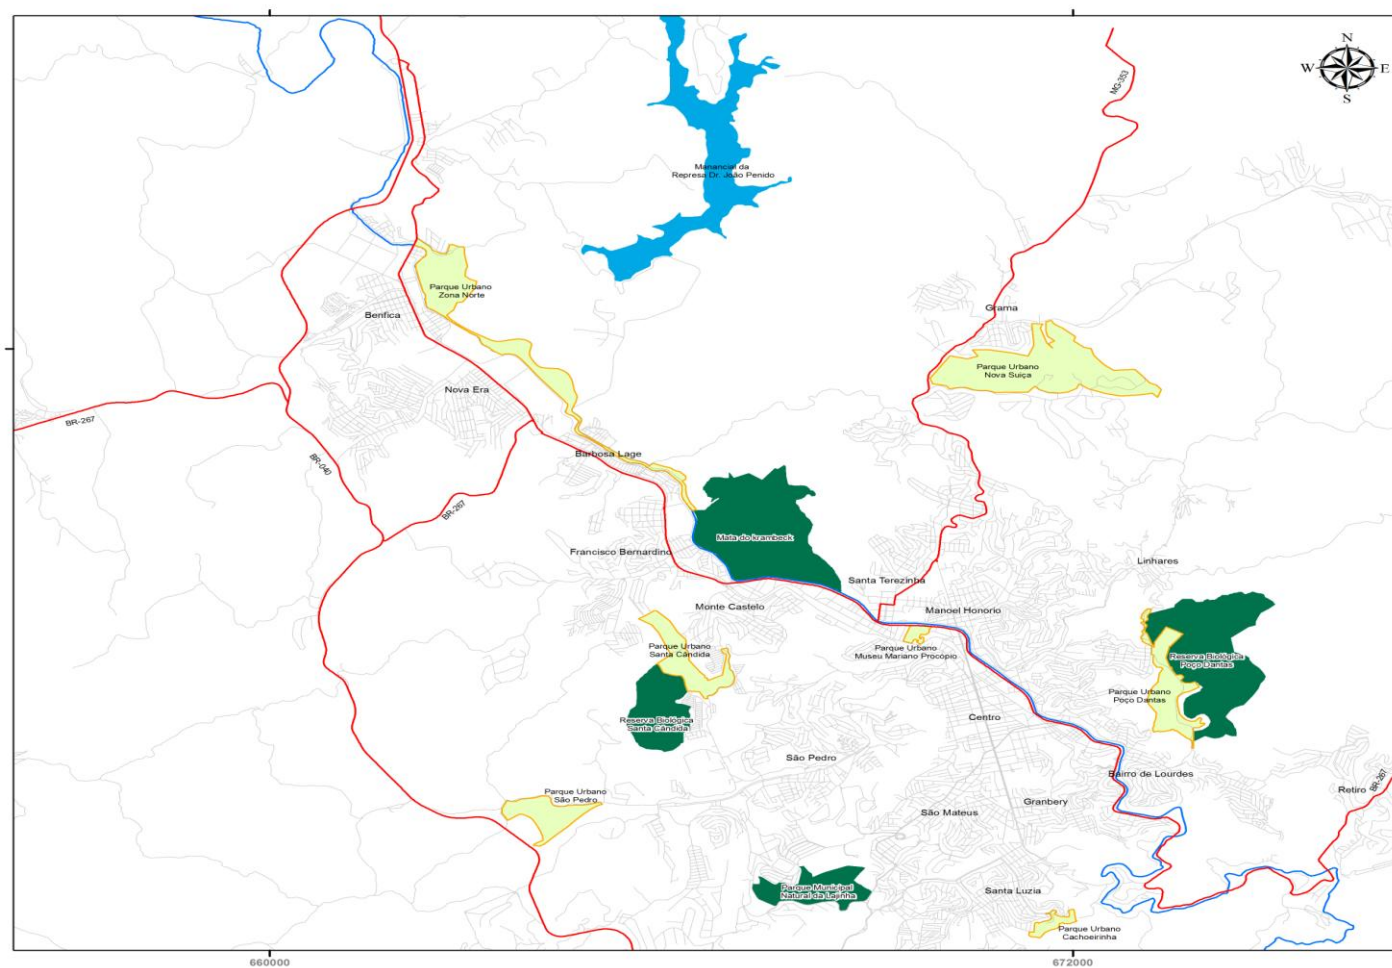 N
W E
S
MG-353
Manancial da
Represa Dr. João Penido
Parque Urbano
Zona Norte
Benfica
Grama
Parque Urbano
Nova Suiça
Nova Era
BR-267
BR-040
Barbosa Lage
BR-267
Mata do krambeck
Francisco Bernardino
Linhares
Santa Terezinha
Monte Castelo
Manoel Honorio
Parque Urbano
Santa Cândida
Parque Urbano
Museu Mariano Procópio
Reserva Biológica
Poço Dantas
Parque Urbano
Poço Dantas
Reserva Biológica
Santa Cândida
Centro
São Pedro
Bairro de Lourdes
Retiro
BR-267
Parque Urbano
São Pedro
Granbery
São Mateus
Parque Municipal
Natural da Lajinha
Santa Luzia
Parque Urbano
Cachoeirinha
660000
672000